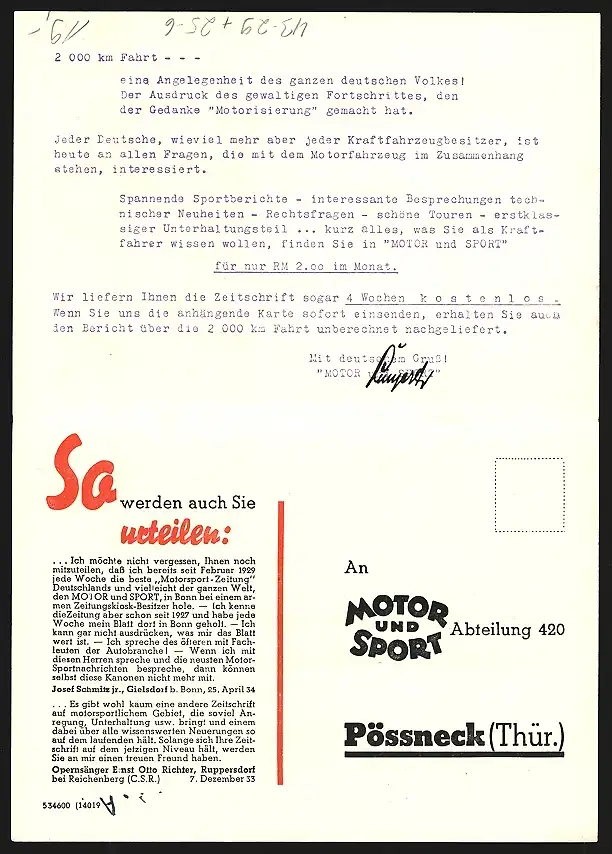 2 000 km Fahrt - - -
eine Angelegenheit des ganzen deutschen Volkes!
Der Ausdruck des gewaltigen Fortschrittes, den
der Gedanke "Motorisierung" gemacht hat.
Jeder Deutsche, wieviel mehr aber jeder Kraftfahrzeugbesitzer, ist
heute an allen Fragen, die mit dem Motorfahrzeug im Zusammenhang
stehen, interessiert.
Spannende Sportberichte - interessante Besprechungen tech-
nischer Neuheiten - Rechtsfragen - schöne Touren - erstklas-
siger Unterhaltungsteil ... kurz alles, was Sie als Kraft-
fahrer wissen wollen, finden Sie in "MOTOR und SPORT"
für nur RM 2.oo im Monat.
Wir liefern Ihnen die Zeitschrift sogar 4 Wochen k o s t e n l o s .
Wenn Sie uns die anhängende Karte sofort einsenden, erhalten Sie auch
den Bericht über die 2 000 km Fahrt unberechnet nachgeliefert.
Mit deutschem Gruß!
"MOTOR und SPORT"
So
werden auch Sie
urteilen:
. . . Ich möchte nicht vergessen, Ihnen noch
mitzuteilen, daß ich bereits seit Februar 1929
jede Woche die beste „Motorsport-Zeitung"
Deutschlands und vielleicht der ganzen Welt,
den MOTOR und SPORT, in Bonn bei einem ar-
men Zeitungskiosk-Besitzer hole. — Ich kenne
die Zeitung aber schon seit 1927 und habe jede
Woche mein Blatt dort in Bonn geholt. — Ich
kann gar nicht ausdrücken, was mir das Blatt
wert ist. — Ich spreche des öfteren mit Fach-
leuten der Autobranche! — Wenn ich mit
diesen Herren spreche und die neusten Motor-
Sportnachrichten bespreche, dann können
selbst diese Kanonen nicht mehr mit.
Josef Schmitz jr., Gielsdorf b. Bonn, 25. April 34
. . . Es gibt wohl kaum eine andere Zeitschrift
auf motorsportlichem Gebiet, die soviel An-
regung, Unterhaltung usw. bringt und einem
dabei über alle wissenswerten Neuerungen so
auf dem laufenden hält. Solange sich Ihre Zeit-
schrift auf dem jetzigen Niveau hält, werden
Sie an mir einen treuen Freund haben.
Opernsänger Ernst Otto Richter, Ruppersdorf
bei Reichenberg (C.S.R.) 7. Dezember 33
534600 (14019
An
MOTOR
UND
SPORT
Abteilung 420
Pössneck (Thür.)